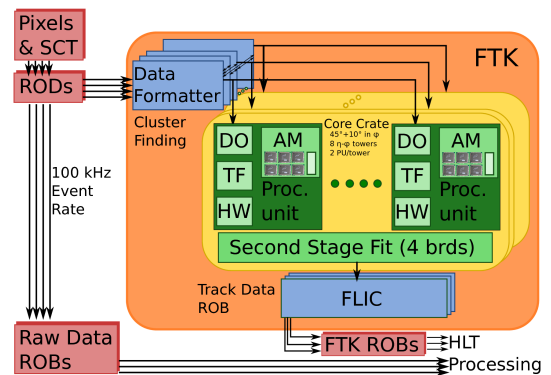 Pixels
& SCT
RODs
100 kHz
Event
Rate
Raw Data
ROBs
FTK
Data
Formatter
Cluster
Finding
Core Crate
45°+10° in φ
8 η-φ towers
2 PU/tower
DO
AM
TF
Proc.
HW
unit
DO
AM
TF
Proc.
HW
unit
Second Stage Fit (4 brds)
Track Data
ROB
FLIC
FTK ROBs
HLT
Processing